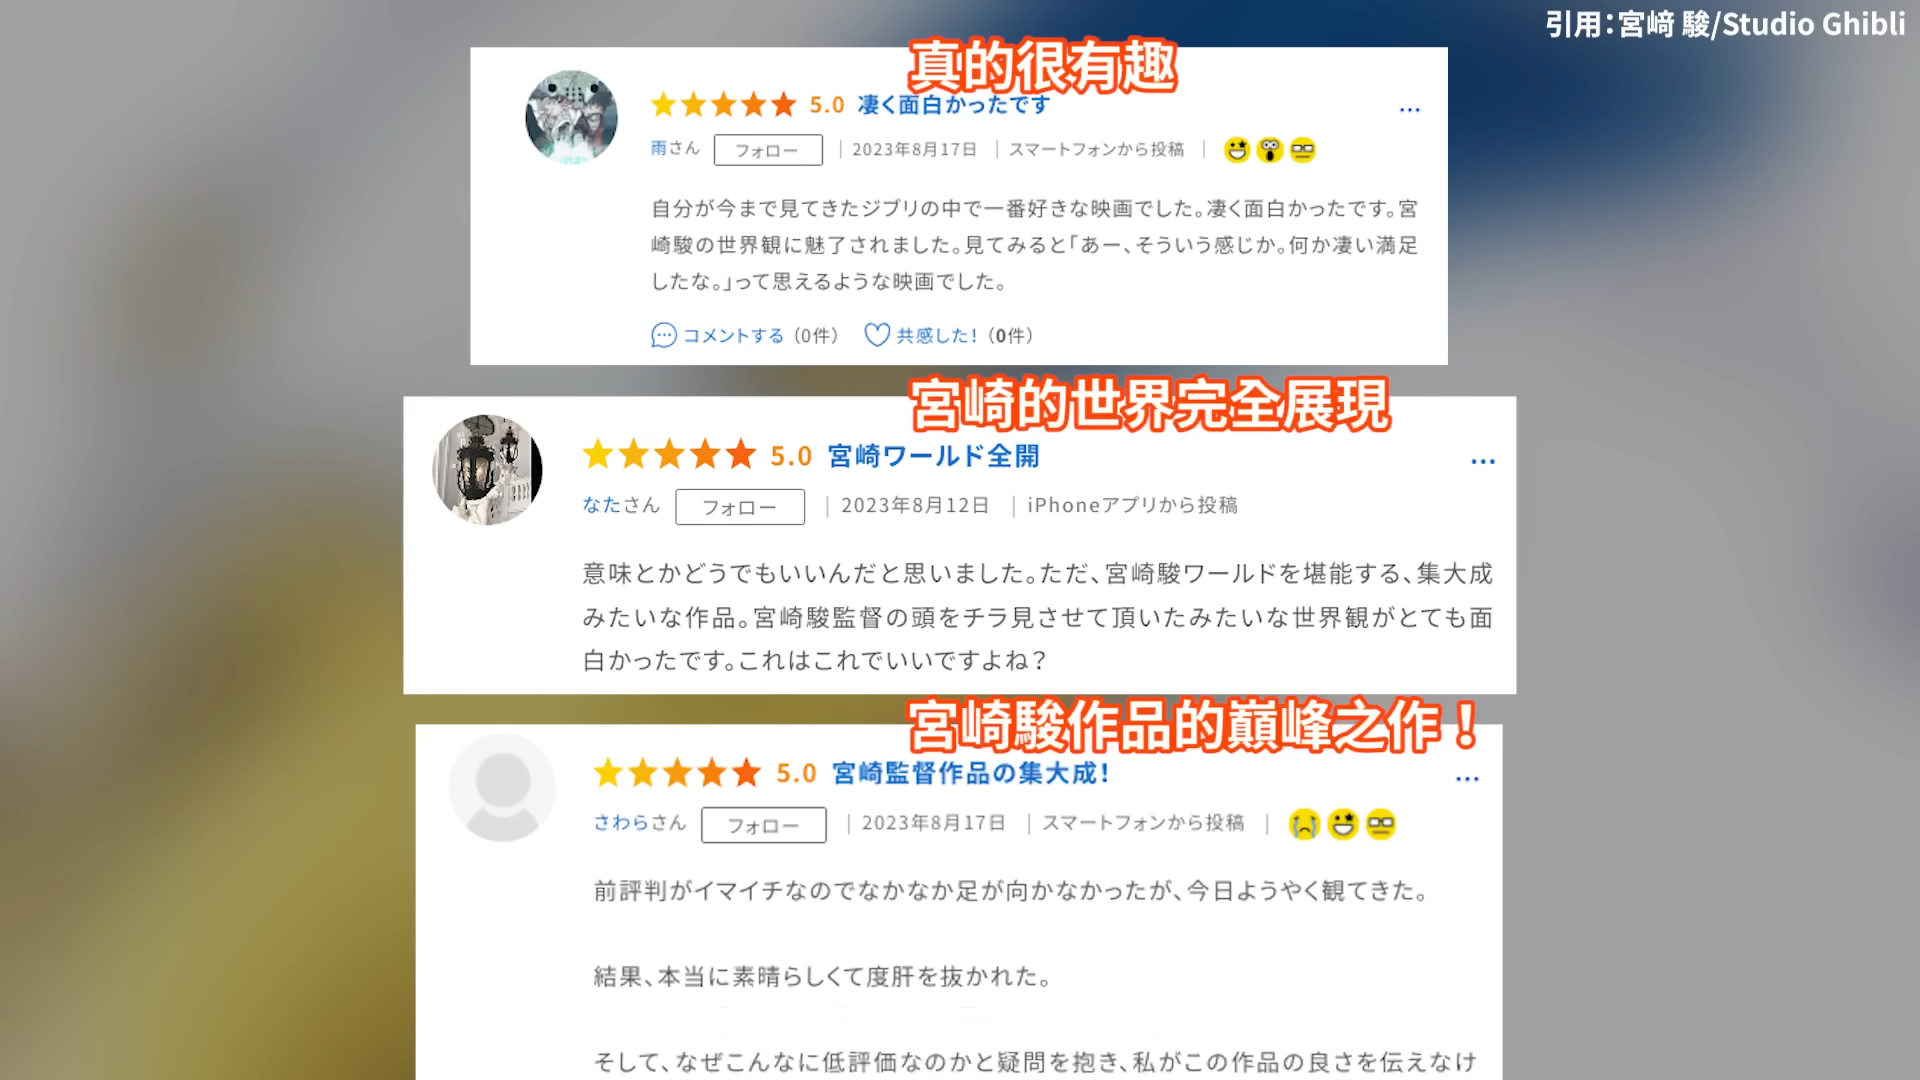 引用：宮﨑 駿/Studio Ghibli
真的很有趣
5.0 凄く面白かったです ...
雨さん フォロー | 2023年8月17日 | スマートフォンから投稿 |
自分が今まで見てきたジブリの中で一番好きな映画でした。凄く面白かったです。宮
崎駿の世界観に魅了されました。見てみると「あー、そういう感じか。何か凄い満足
したな。」って思えるような映画でした。
コメントする（0件） 共感した！（0件）
宮崎的世界完全展現
5.0 宮崎ワールド全開 ...
なたさん フォロー | 2023年8月12日 | iPhoneアプリから投稿
意味とかどうでもいいんだと思いました。ただ、宮崎駿ワールドを堪能する、集大成
みたいな作品。宮崎駿監督の頭をチラ見させて頂いたみたいな世界観がとても面
白かったです。これはこれでいいですよね？
宮崎駿作品的巔峰之作！
5.0 宮崎監督作品の集大成！ ...
さわらさん フォロー | 2023年8月17日 | スマートフォンから投稿 |
前評判がイマイチなのでなかなか足が向かなかったが、今日ようやく観てきた。
結果、本当に素晴らしくて度肝を抜かれた。
そして、なぜこんなに低評価なのかと疑問を抱き、私がこの作品の良さを伝えなけ